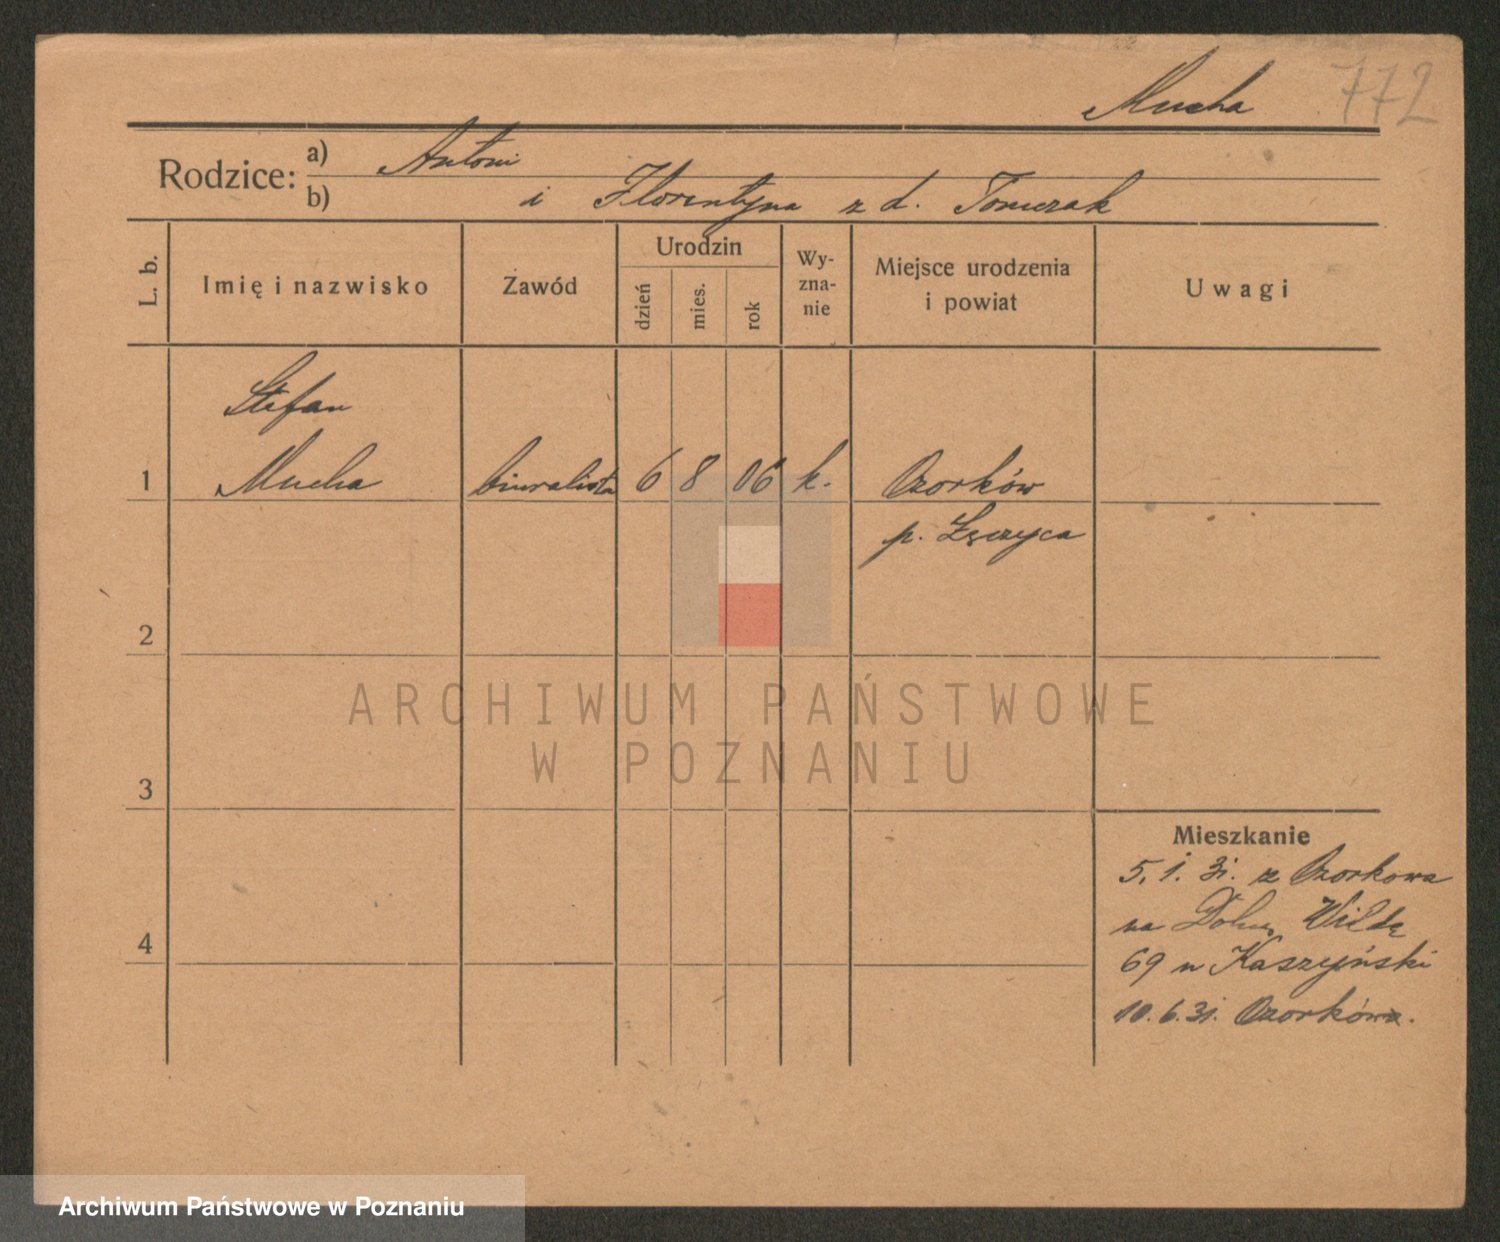 Mucha 772
Rodzice: a) Antoni
b) i Florentyna z d. Tomczak
L. b.
Imię i nazwisko
Zawód
Urodzin
dzień
mies.
rok
Wy-
zna-
nie
Miejsce urodzenia
i powiat
Uwagi
Stefan
1 Mucha biuralista 6 8 06 k. Ozorków
p. Łęczyca
2
3
4
Mieszkanie
5. 1. 31. z Ozorkowa
na Dolną Wildę
69 u Kaszyński
10. 6. 31. Ozorków.
ARCHIWUM PAŃSTWOWE
W POZNANIU
Archiwum Państwowe w Poznaniu